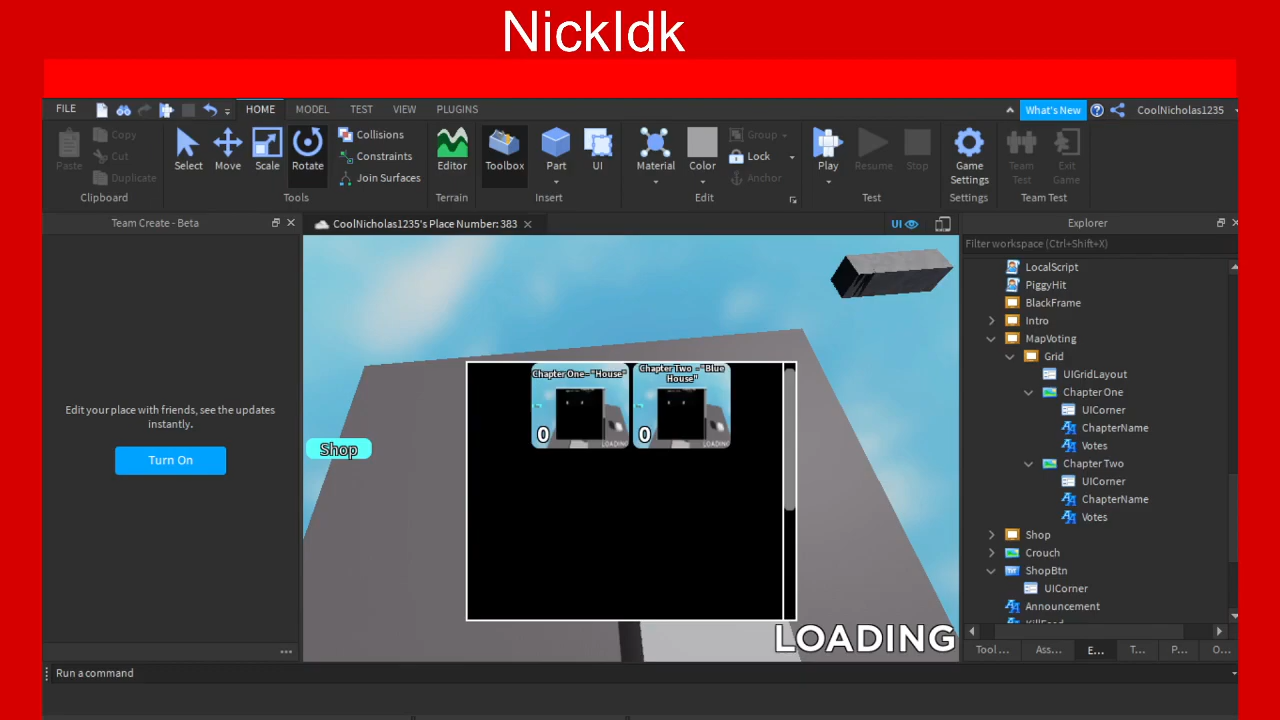 NickIdk
FILE HOME MODEL TEST VIEW PLUGINS What's New CoolNicholas1235
Paste Copy Cut Duplicate
Clipboard
Select Move Scale Rotate
Collisions
Constraints
Join Surfaces
Tools
Editor
Terrain
Toolbox Part UI
Insert
Material Color Group Lock Anchor
Edit
Play Resume Stop
Test
Game Settings
Settings
Team Test Exit Game
Team Test
Team Create - Beta
CoolNicholas1235's Place Number: 383
UI
Explorer
Filter workspace (Ctrl+Shift+X)
Edit your place with friends, see the updates
instantly.
Turn On
Shop
Chapter One- "House"
0
LOADING
Chapter Two - "Blue
House"
0
LOADING
LOADING
LocalScript
PiggyHit
BlackFrame
Intro
MapVoting
Grid
UIGridLayout
Chapter One
UICorner
ChapterName
Votes
Chapter Two
UICorner
ChapterName
Votes
Shop
Crouch
ShopBtn
UICorner
Announcement
Tool ... Ass... E... T... P... O...
Run a command